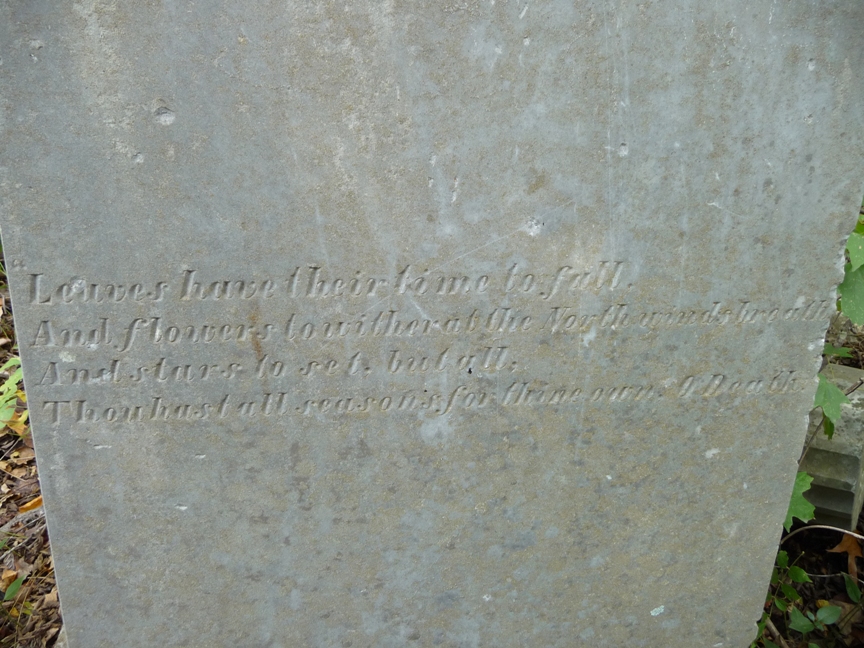 "Leaves have their time to fall.
And flowers to wither at the North winds breath
And stars to set. but all;
Thou hast all seasons for thine own. O Death.